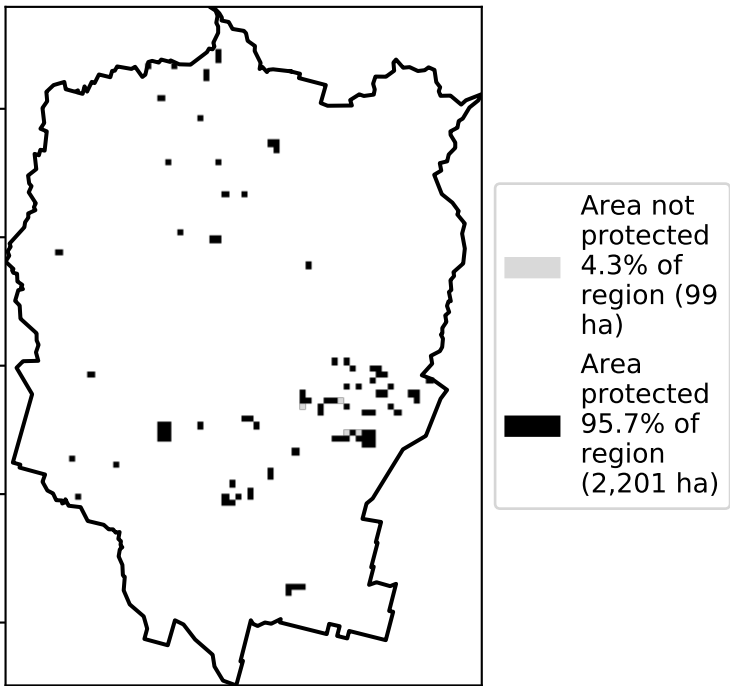 Area not
protected
4.3% of
region (99
ha)
Area
protected
95.7% of
region
(2,201 ha)